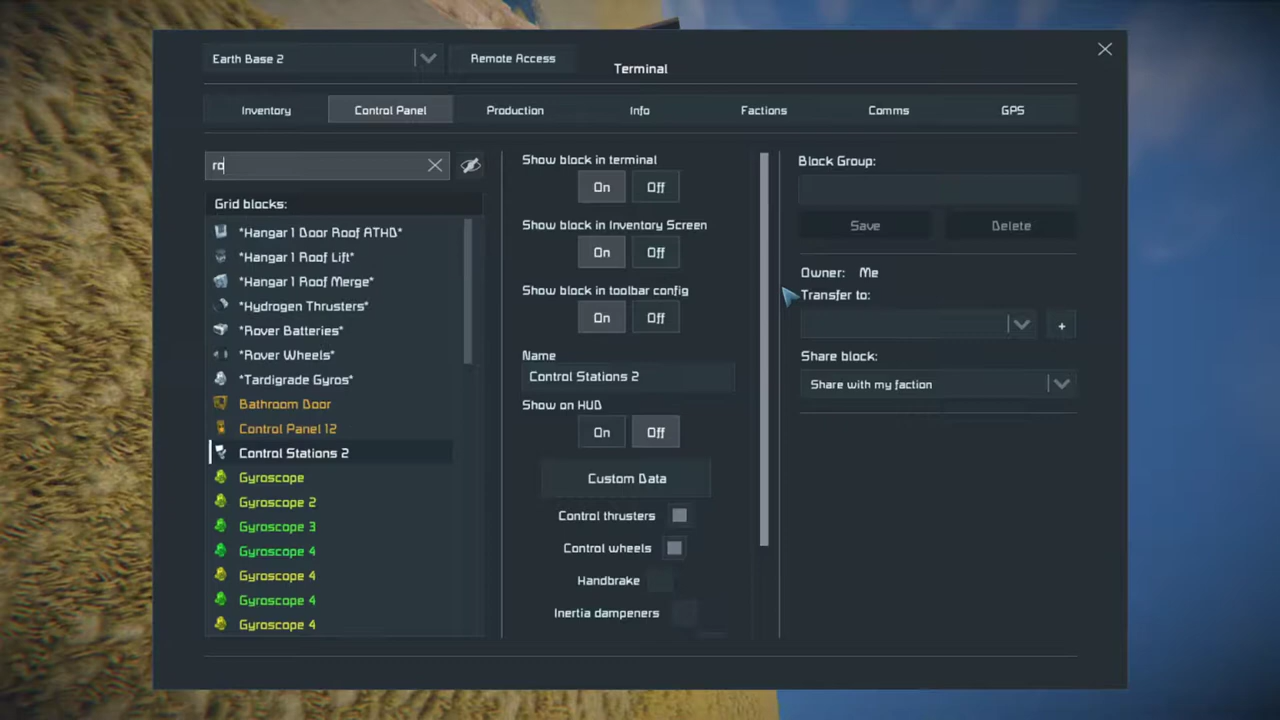 Earth Base 2
Remote Access
Terminal
Inventory
Control Panel
Production
Info
Factions
Comms
GPS
ro
Grid blocks:
*Hangar 1 Door Roof ATHD*
*Hangar 1 Roof Lift*
*Hangar 1 Roof Merge*
*Hydrogen Thrusters*
*Rover Batteries*
*Rover Wheels*
*Tardigrade Gyros*
Bathroom Door
Control Panel 12
Control Stations 2
Gyroscope
Gyroscope 2
Gyroscope 3
Gyroscope 4
Gyroscope 4
Gyroscope 4
Gyroscope 4
Show block in terminal
On Off
Show block in Inventory Screen
On Off
Show block in toolbar config
On Off
Name
Control Stations 2
Show on HUD
On Off
Custom Data
Control thrusters
Control wheels
Handbrake
Inertia dampeners
Block Group:
Save Delete
Owner: Me
Transfer to:
+
Share block:
Share with my faction